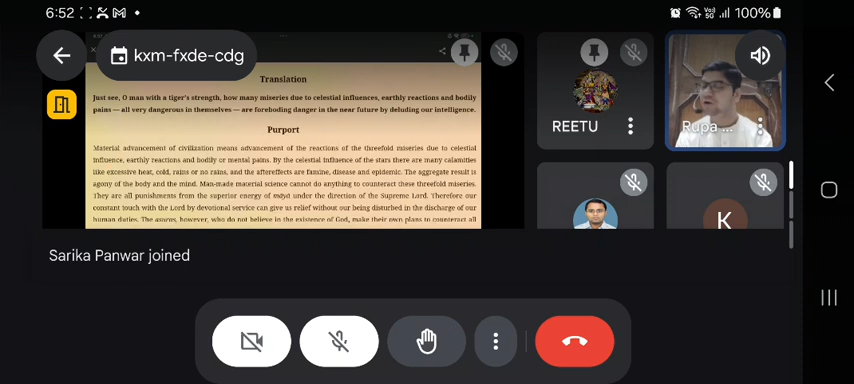 6:52
100%
kxm-fxde-cdg
Translation
Just see, O man with a tiger's strength, how many miseries due to celestial influences, earthly reactions and bodily
pains — all very dangerous in themselves — are foreboding danger in the near future by deluding our intelligence.
Purport
Material advancement of civilization means advancement of the reactions of the threefold miseries due to celestial
influence, earthly reactions and bodily or mental pains. By the celestial influence of the stars there are many calamities
like excessive heat, cold, rains or no rains, and the aftereffects are famine, disease and epidemic. The aggregate result is
agony of the body and the mind. Man-made material science cannot do anything to counteract these threefold miseries.
They are all punishments from the superior energy of māyā under the direction of the Supreme Lord. Therefore our
constant touch with the Lord by devotional service can give us relief without our being disturbed in the discharge of our
human duties. The asuras, however, who do not believe in the existence of God, make their own plans to counteract all
REETU
Rupa ...
K
Sarika Panwar joined